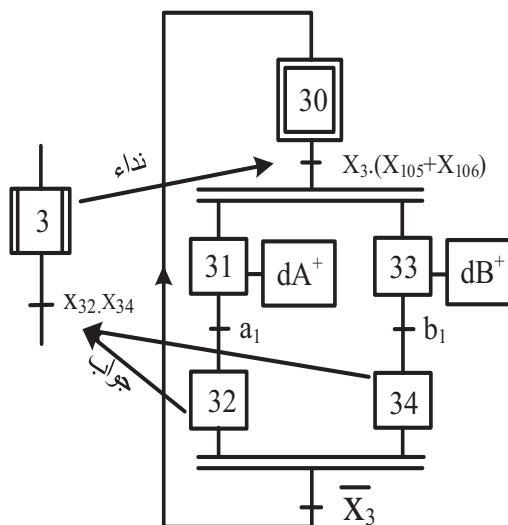 30
نداء
X₃.(X₁₀₅+X₁₀₆)
3
31
dA⁺
33
dB⁺
X₃₂.X₃₄
a₁
b₁
جواب
32
34
X̅₃